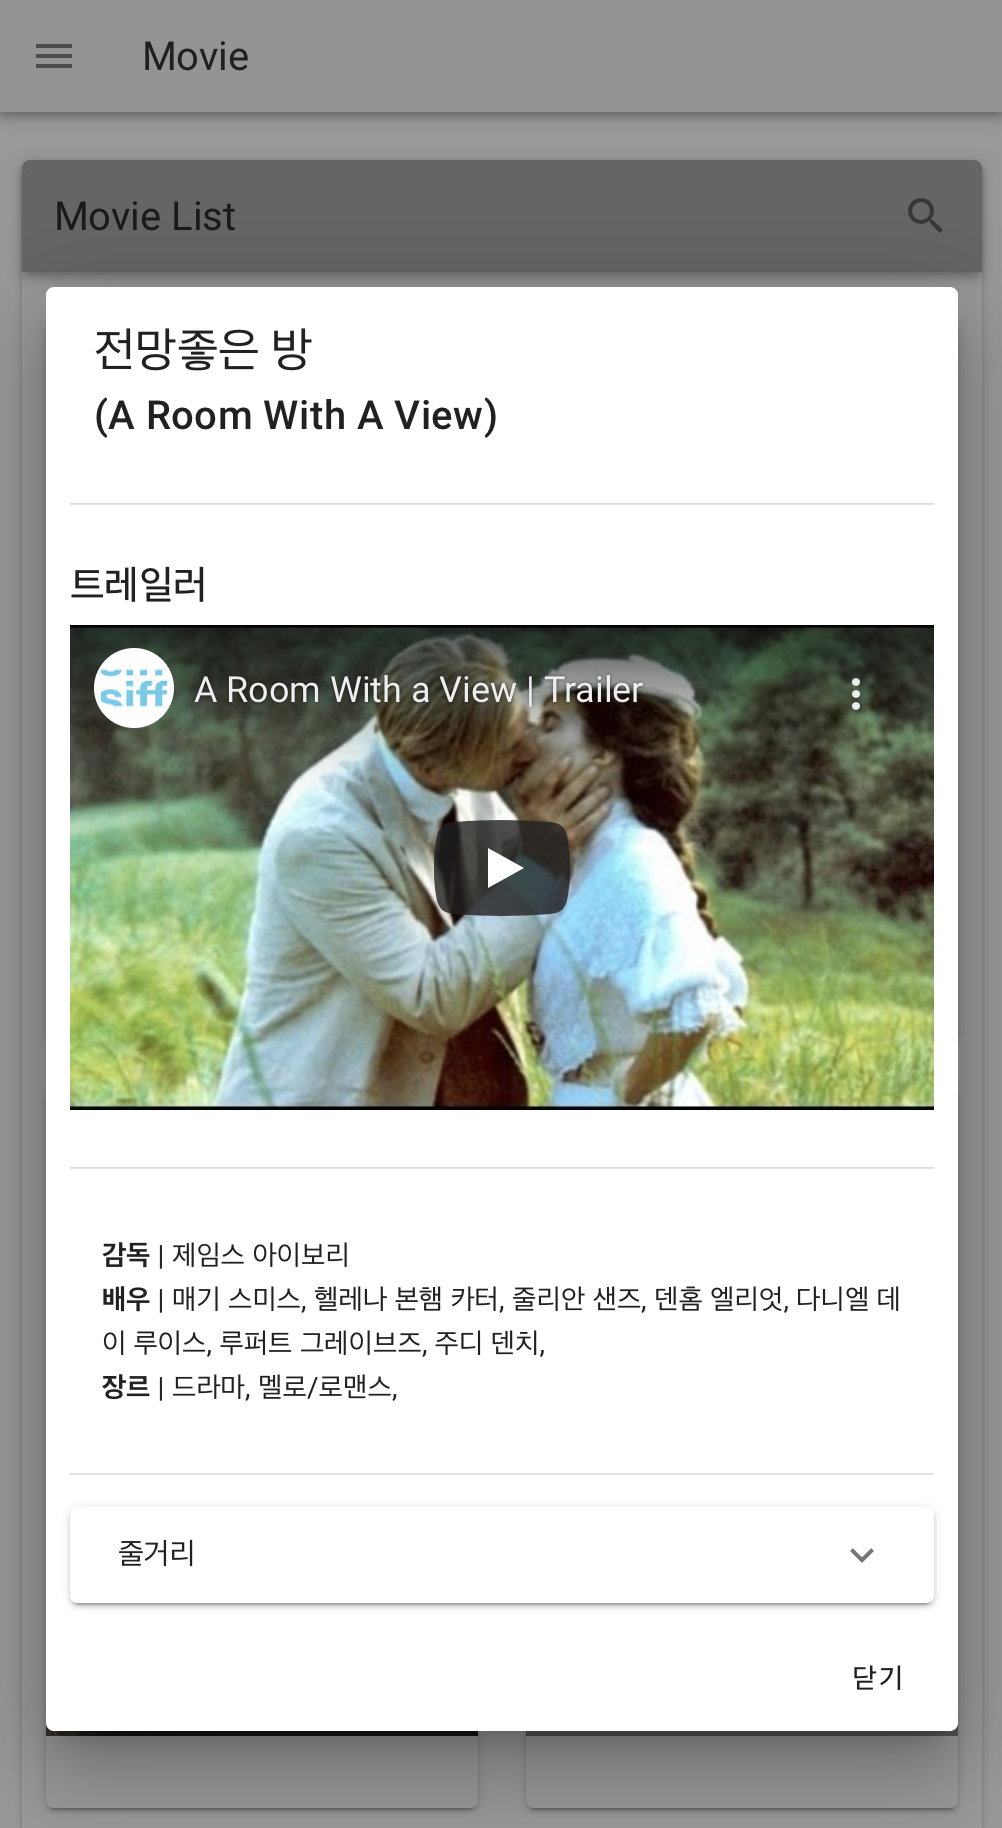 Movie
Movie List
전망좋은 방
(A Room With A View)
트레일러
siff
A Room With a View | Trailer
감독 | 제임스 아이보리
배우 | 매기 스미스, 헬레나 본햄 카터, 줄리안 샌즈, 덴홈 엘리엇, 다니엘 데
이 루이스, 루퍼트 그레이브즈, 주디 덴치,
장르 | 드라마, 멜로/로맨스,
줄거리
닫기